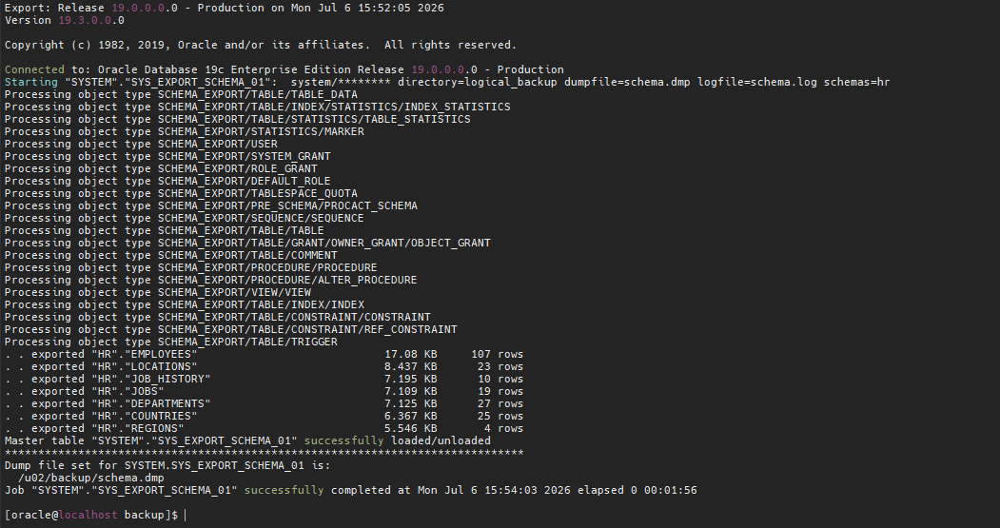 Export: Release 19.0.0.0.0 - Production on Mon Jul 6 15:52:05 2026
Version 19.3.0.0.0
Copyright (c) 1982, 2019, Oracle and/or its affiliates.  All rights reserved.
Connected to: Oracle Database 19c Enterprise Edition Release 19.0.0.0.0 - Production
Starting "SYSTEM"."SYS_EXPORT_SCHEMA_01":  system/******** directory=logical_backup dumpfile=schema.dmp logfile=schema.log schemas=hr
Processing object type SCHEMA_EXPORT/TABLE/TABLE_DATA
Processing object type SCHEMA_EXPORT/TABLE/INDEX/STATISTICS/INDEX_STATISTICS
Processing object type SCHEMA_EXPORT/TABLE/STATISTICS/TABLE_STATISTICS
Processing object type SCHEMA_EXPORT/STATISTICS/MARKER
Processing object type SCHEMA_EXPORT/USER
Processing object type SCHEMA_EXPORT/SYSTEM_GRANT
Processing object type SCHEMA_EXPORT/ROLE_GRANT
Processing object type SCHEMA_EXPORT/DEFAULT_ROLE
Processing object type SCHEMA_EXPORT/TABLESPACE_QUOTA
Processing object type SCHEMA_EXPORT/PRE_SCHEMA/PROCACT_SCHEMA
Processing object type SCHEMA_EXPORT/SEQUENCE/SEQUENCE
Processing object type SCHEMA_EXPORT/TABLE/TABLE
Processing object type SCHEMA_EXPORT/TABLE/GRANT/OWNER_GRANT/OBJECT_GRANT
Processing object type SCHEMA_EXPORT/TABLE/COMMENT
Processing object type SCHEMA_EXPORT/PROCEDURE/PROCEDURE
Processing object type SCHEMA_EXPORT/PROCEDURE/ALTER_PROCEDURE
Processing object type SCHEMA_EXPORT/VIEW/VIEW
Processing object type SCHEMA_EXPORT/TABLE/INDEX/INDEX
Processing object type SCHEMA_EXPORT/TABLE/CONSTRAINT/CONSTRAINT
Processing object type SCHEMA_EXPORT/TABLE/CONSTRAINT/REF_CONSTRAINT
Processing object type SCHEMA_EXPORT/TABLE/TRIGGER
. . exported "HR"."EMPLOYEES"                            17.08 KB     107 rows
. . exported "HR"."LOCATIONS"                            8.437 KB      23 rows
. . exported "HR"."JOB_HISTORY"                          7.195 KB      10 rows
. . exported "HR"."JOBS"                                 7.109 KB      19 rows
. . exported "HR"."DEPARTMENTS"                          7.125 KB      27 rows
. . exported "HR"."COUNTRIES"                            6.367 KB      25 rows
. . exported "HR"."REGIONS"                              5.546 KB       4 rows
Master table "SYSTEM"."SYS_EXPORT_SCHEMA_01" successfully loaded/unloaded
******************************************************************************
Dump file set for SYSTEM.SYS_EXPORT_SCHEMA_01 is:
  /u02/backup/schema.dmp
Job "SYSTEM"."SYS_EXPORT_SCHEMA_01" successfully completed at Mon Jul 6 15:54:03 2026 elapsed 0 00:01:56
[oracle@localhost backup]$